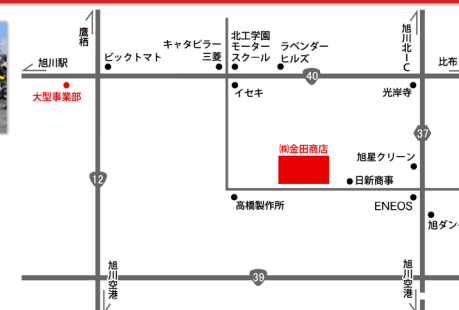 鷹栖
旭川北IC
北工学園
モーター
スクール
キャタピラー
三菱
ラベンダー
ヒルズ
旭川駅
ビックトマト
比布
40
大型事業部
イセキ
光岸寺
37
㈱金田商店
旭星クリーン
12
日新商事
高橋製作所
ENEOS
旭ダン
旭川空港
39
旭川空港